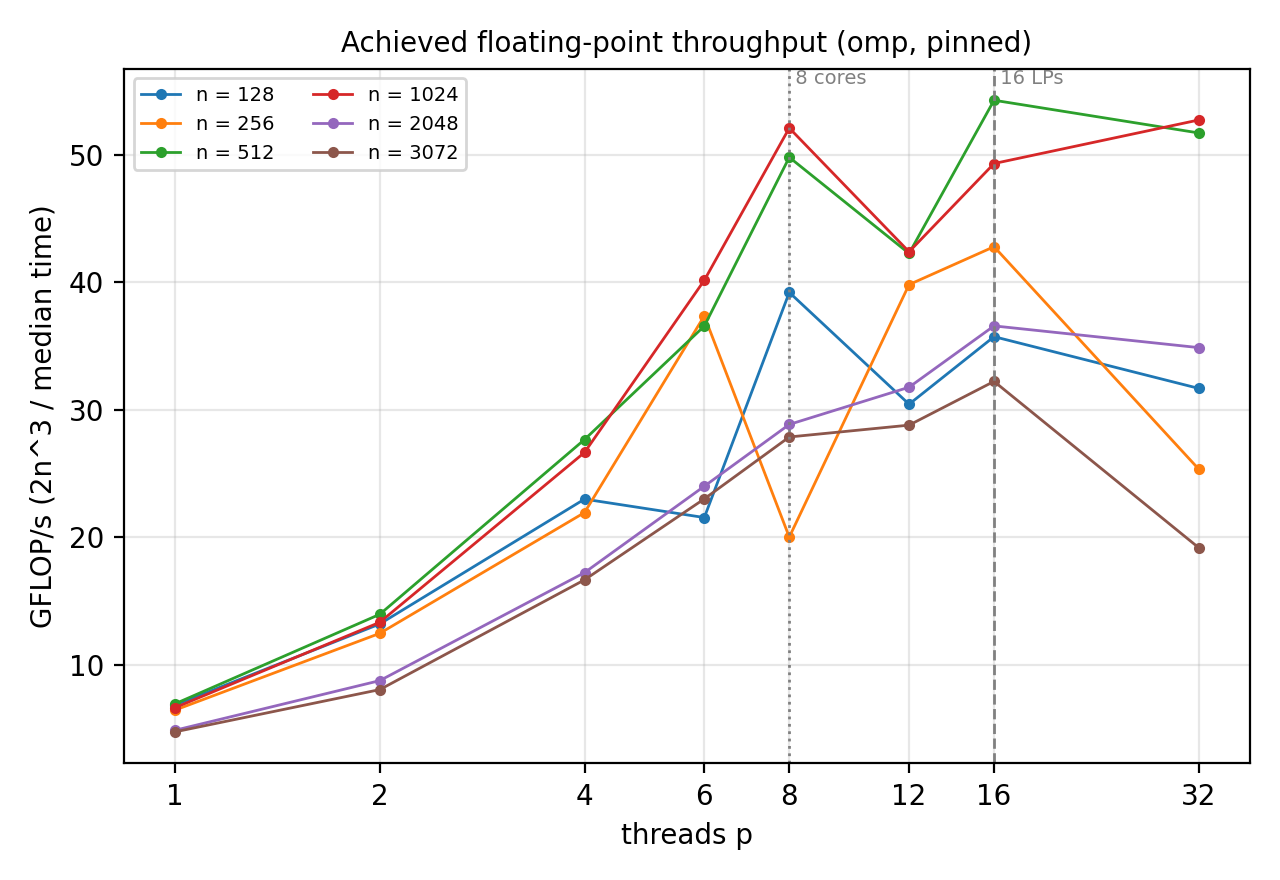 Achieved floating-point throughput (omp, pinned)
8 cores
16 LPs
n = 128
n = 256
n = 512
n = 1024
n = 2048
n = 3072
GFLOP/s (2n^3 / median time)
50
40
30
20
10
1 2 4 6 8 12 16 32
threads p